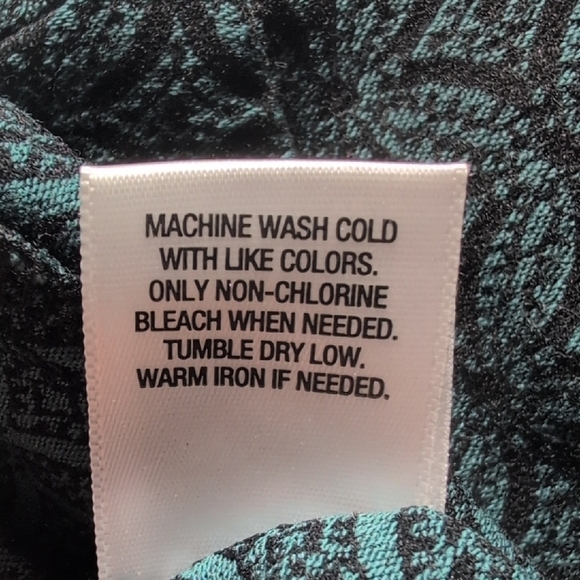 MACHINE WASH COLD
WITH LIKE COLORS.
ONLY NON-CHLORINE
BLEACH WHEN NEEDED.
TUMBLE DRY LOW.
WARM IRON IF NEEDED.